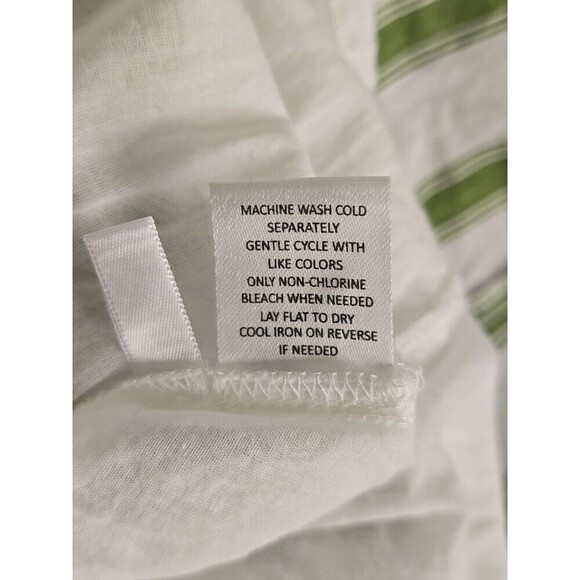 MACHINE WASH COLD
SEPARATELY
GENTLE CYCLE WITH
LIKE COLORS
ONLY NON-CHLORINE
BLEACH WHEN NEEDED
LAY FLAT TO DRY
COOL IRON ON REVERSE
IF NEEDED